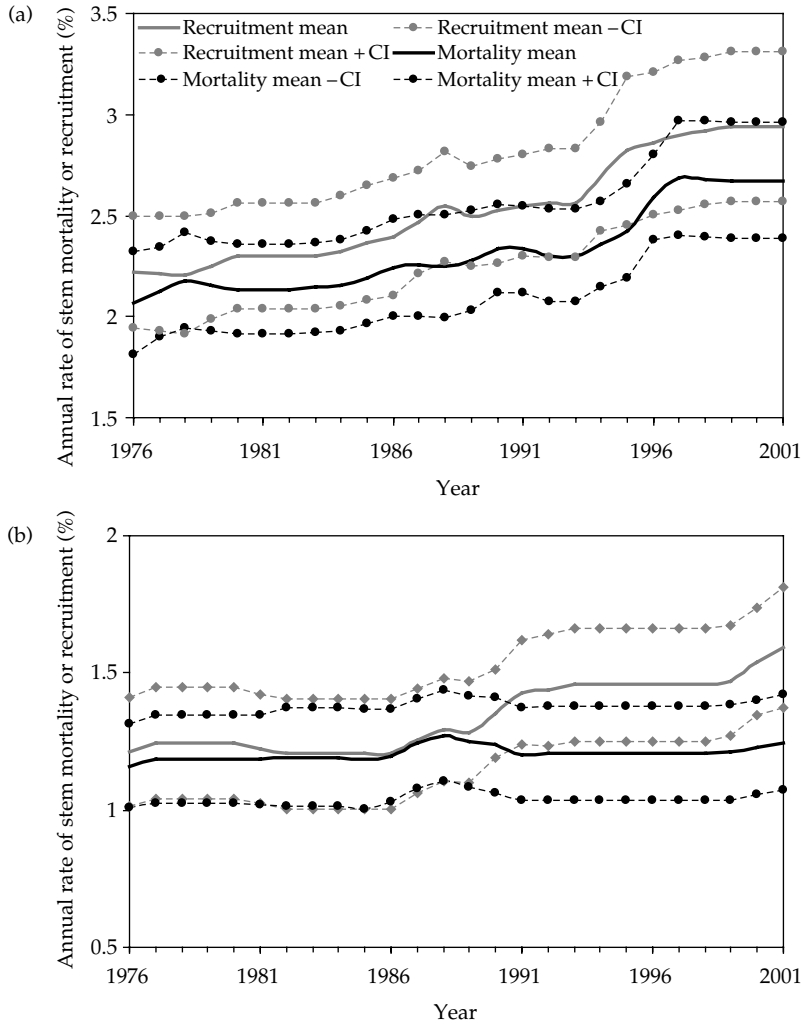 (a)
Annual rate of stem mortality or recruitment (%)
3.5
3
2.5
2
1.5
Recruitment mean
Recruitment mean –CI
Recruitment mean +CI
Mortality mean
Mortality mean –CI
Mortality mean +CI
1976
1981
1986
1991
1996
2001
Year
(b)
Annual rate of stem mortality or recruitment (%)
2
1.5
1
0.5
1976
1981
1986
1991
1996
2001
Year